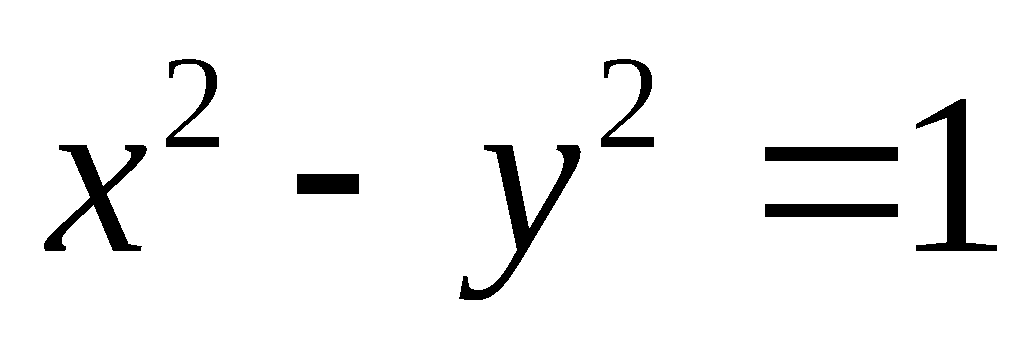 x² - y² =1